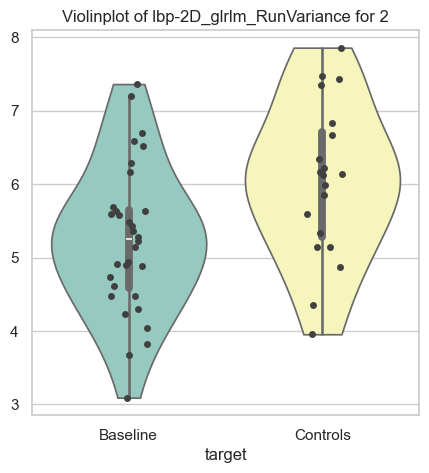 Violinplot of lbp-2D_glrlm_RunVariance for 2
8
7
6
5
4
3
Baseline
Controls
target